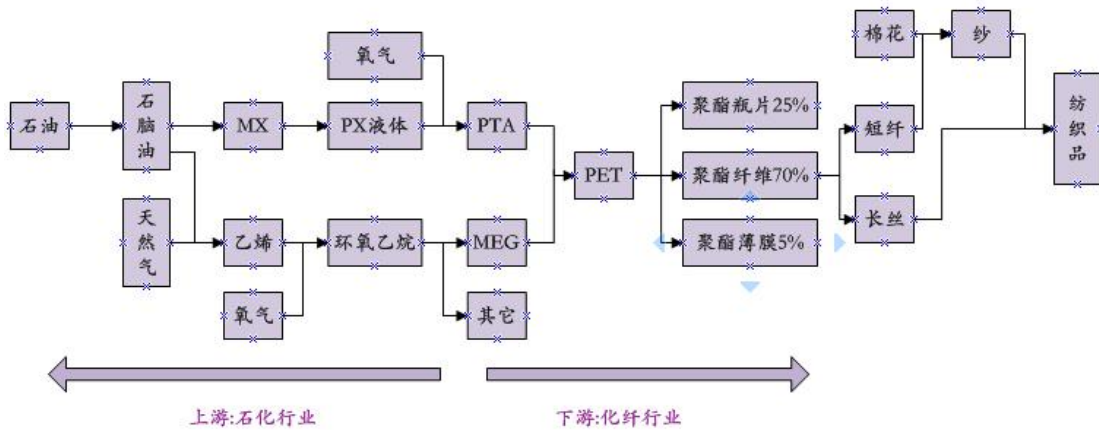 氧气
棉花
纱
石油
石脑油
MX
PX液体
PTA
聚酯瓶片25%
短纤
纺织品
PET
聚酯纤维70%
天然气
乙烯
环氧乙烷
MEG
聚酯薄膜5%
长丝
氧气
其它
上游:石化行业
下游:化纤行业